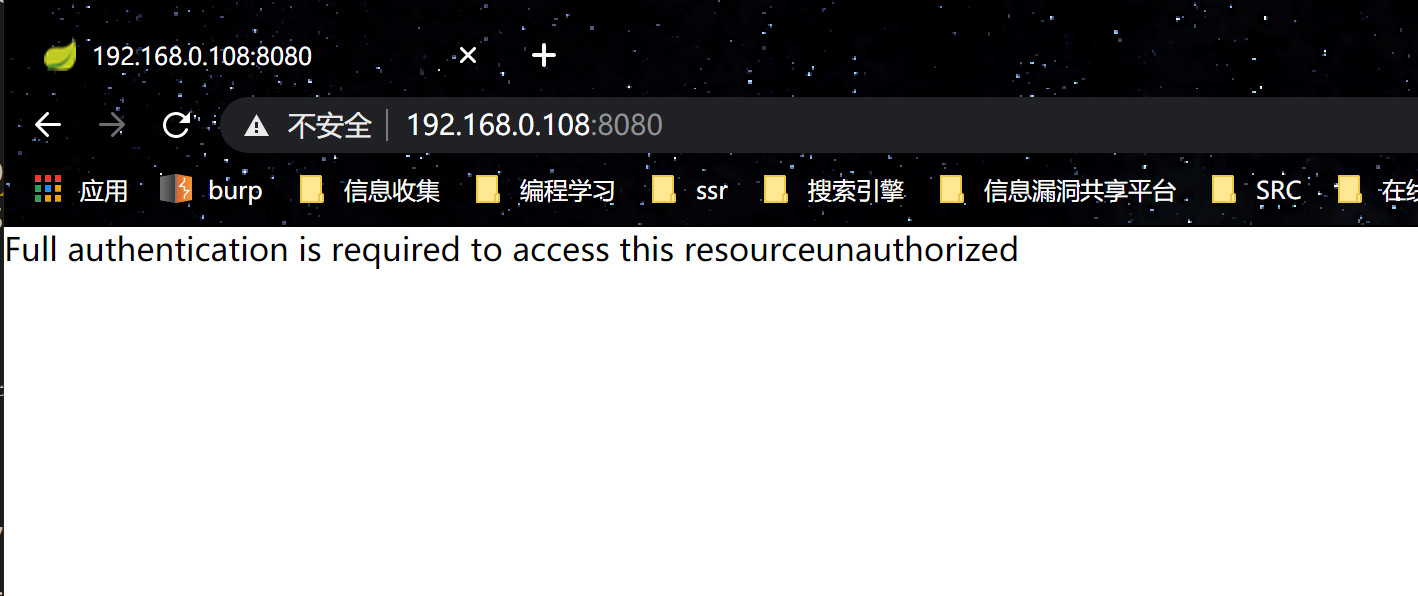 192.168.0.108:8080
不安全 192.168.0.108:8080
应用 burp 信息收集 编程学习 ssr 搜索引擎 信息漏洞共享平台 SRC 在线
Full authentication is required to access this resourceunauthorized